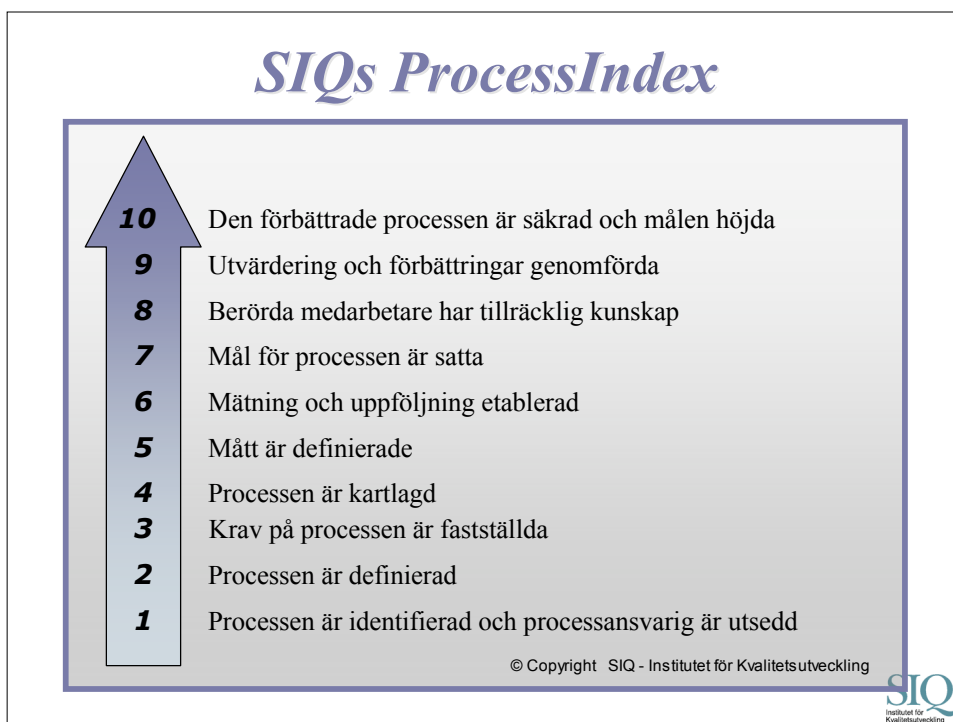 SIQs ProcessIndex
10 Den förbättrade processen är säkrad och målen höjda
9 Utvärdering och förbättringar genomförda
8 Berörda medarbetare har tillräcklig kunskap
7 Mål för processen är satta
6 Mätning och uppföljning etablerad
5 Mått är definierade
4 Processen är kartlagd
3 Krav på processen är fastställda
2 Processen är definierad
1 Processen är identifierad och processansvarig är utsedd
© Copyright SIQ - Institutet för Kvalitetsutveckling
SIQ
Institutet för
Kvalitetsutveckling